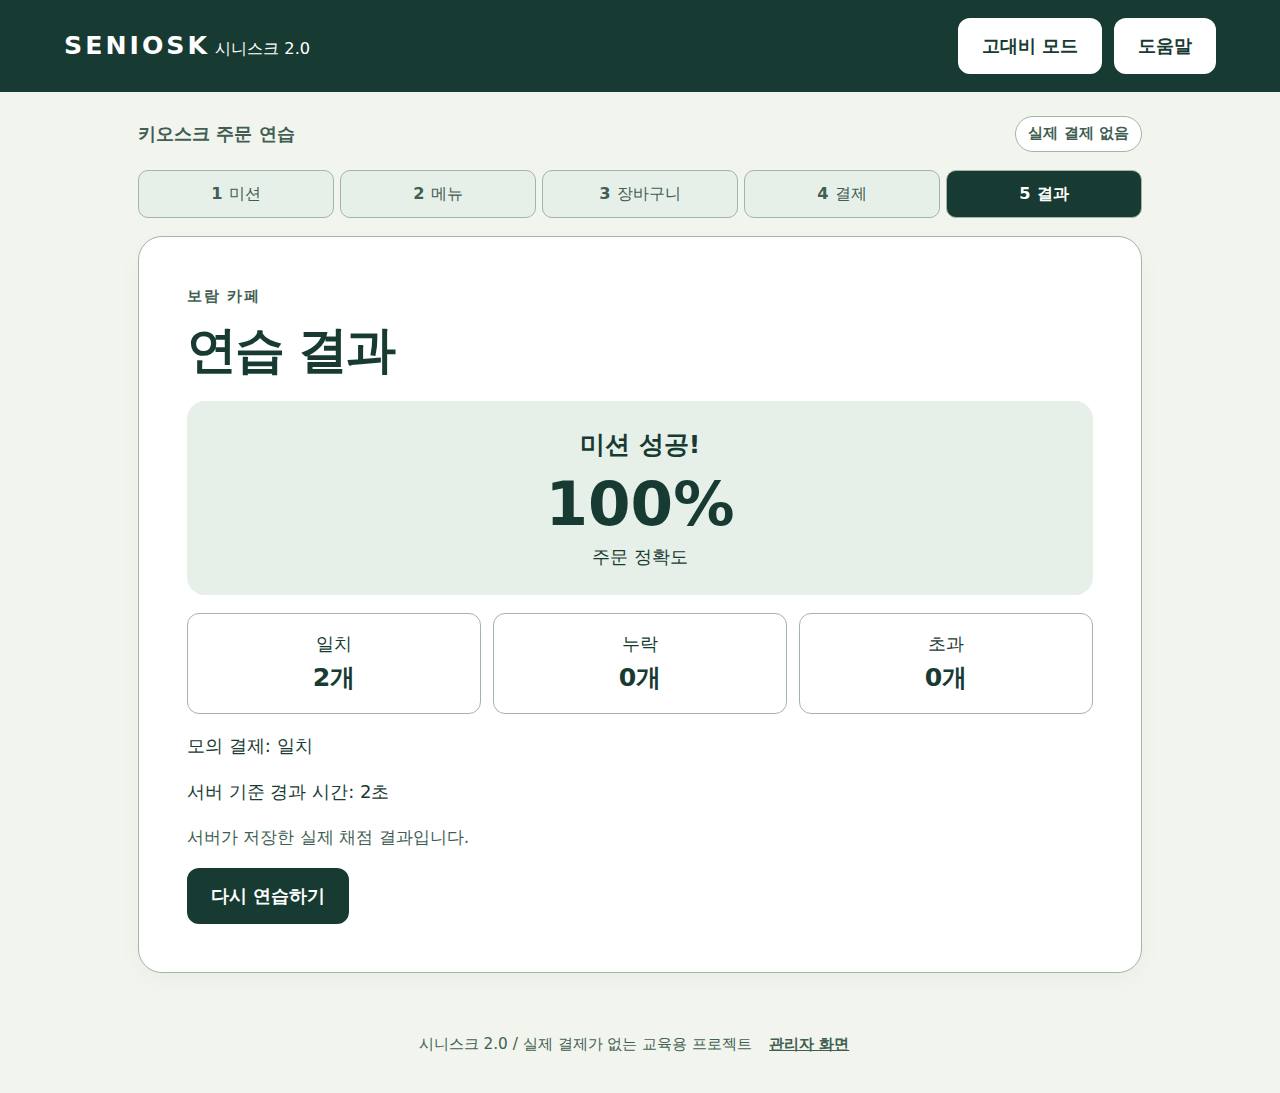 SENIOSK 시니스크 2.0
고대비 모드
도움말
키오스크 주문 연습
실제 결제 없음
1 미션
2 메뉴
3 장바구니
4 결제
5 결과
보람 카페
연습 결과
미션 성공!
100%
주문 정확도
일치
2개
누락
0개
초과
0개
모의 결제: 일치
서버 기준 경과 시간: 2초
서버가 저장한 실제 채점 결과입니다.
다시 연습하기
시니스크 2.0 / 실제 결제가 없는 교육용 프로젝트 관리자 화면